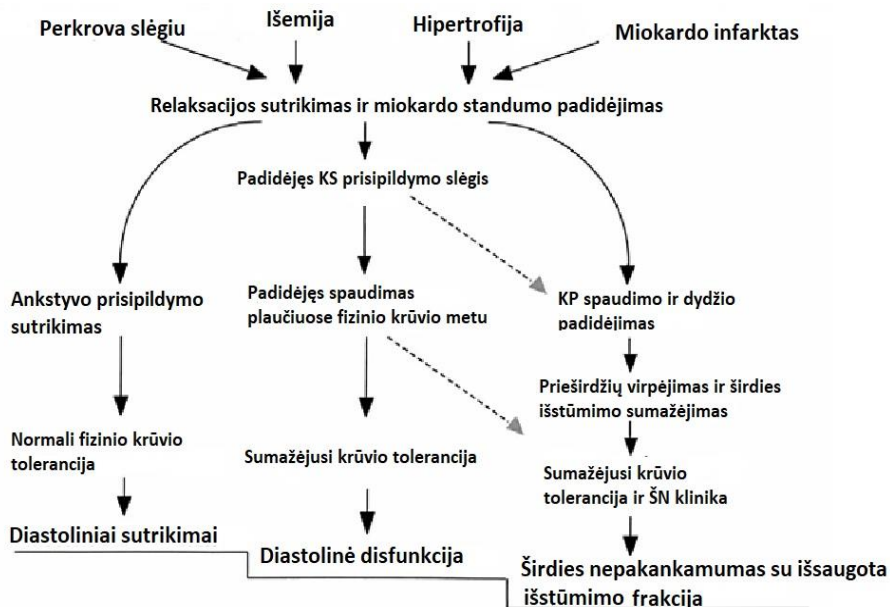 Perkrova slėgiu
Išemija
Hipertrofija
Miokardo infarktas
Relaksacijos sutrikimas ir miokardo standumo padidėjimas
Padidėjęs KS prisipildymo slėgis
Ankstyvo prisipildymo
sutrikimas
Padidėjęs spaudimas
plaučiuose fizinio krūvio metu
KP spaudimo ir dydžio
padidėjimas
Prieširdžių virpėjimas ir širdies
išstūmimo sumažėjimas
Normali fizinio krūvio
tolerancija
Sumažėjusi krūvio tolerancija
Sumažėjusi krūvio
tolerancija ir ŠN klinika
Diastoliniai sutrikimai
Diastolinė disfunkcija
Širdies nepakankamumas su išsaugota
išstūmimo frakcija